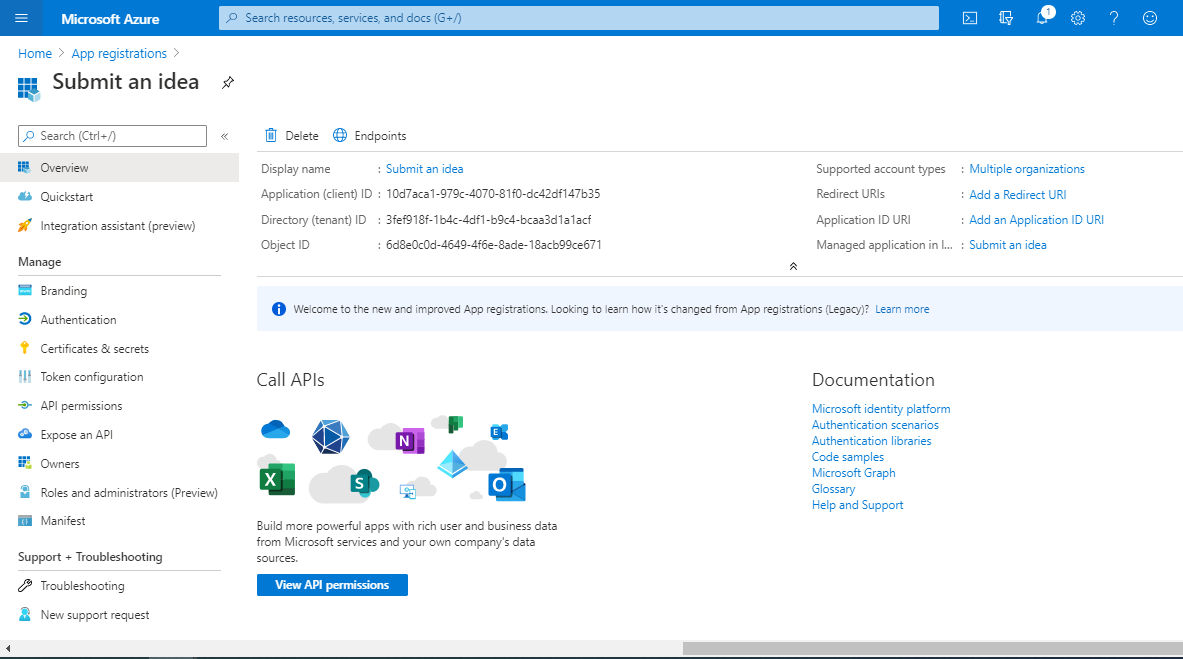 Microsoft Azure
Search resources, services, and docs (G+/)
1
Home > App registrations >
Submit an idea
Search (Ctrl+/)
«
Overview
Quickstart
Integration assistant (preview)
Manage
Branding
Authentication
Certificates & secrets
Token configuration
API permissions
Expose an API
Owners
Roles and administrators (Preview)
Manifest
Support + Troubleshooting
Troubleshooting
New support request
Delete Endpoints
Display name : Submit an idea
Application (client) ID : 10d7aca1-979c-4070-81f0-dc42df147b35
Directory (tenant) ID : 3fef918f-1b4c-4df1-b9c4-bcaa3d1a1acf
Object ID : 6d8e0c0d-4649-4f6e-8ade-18acb99ce671
Supported account types : Multiple organizations
Redirect URIs : Add a Redirect URI
Application ID URI : Add an Application ID URI
Managed application in l... : Submit an idea
Welcome to the new and improved App registrations. Looking to learn how it's changed from App registrations (Legacy)? Learn more
Call APIs
N
E
X
S
O
Build more powerful apps with rich user and business data
from Microsoft services and your own company's data
sources.
View API permissions
Documentation
Microsoft identity platform
Authentication scenarios
Authentication libraries
Code samples
Microsoft Graph
Glossary
Help and Support